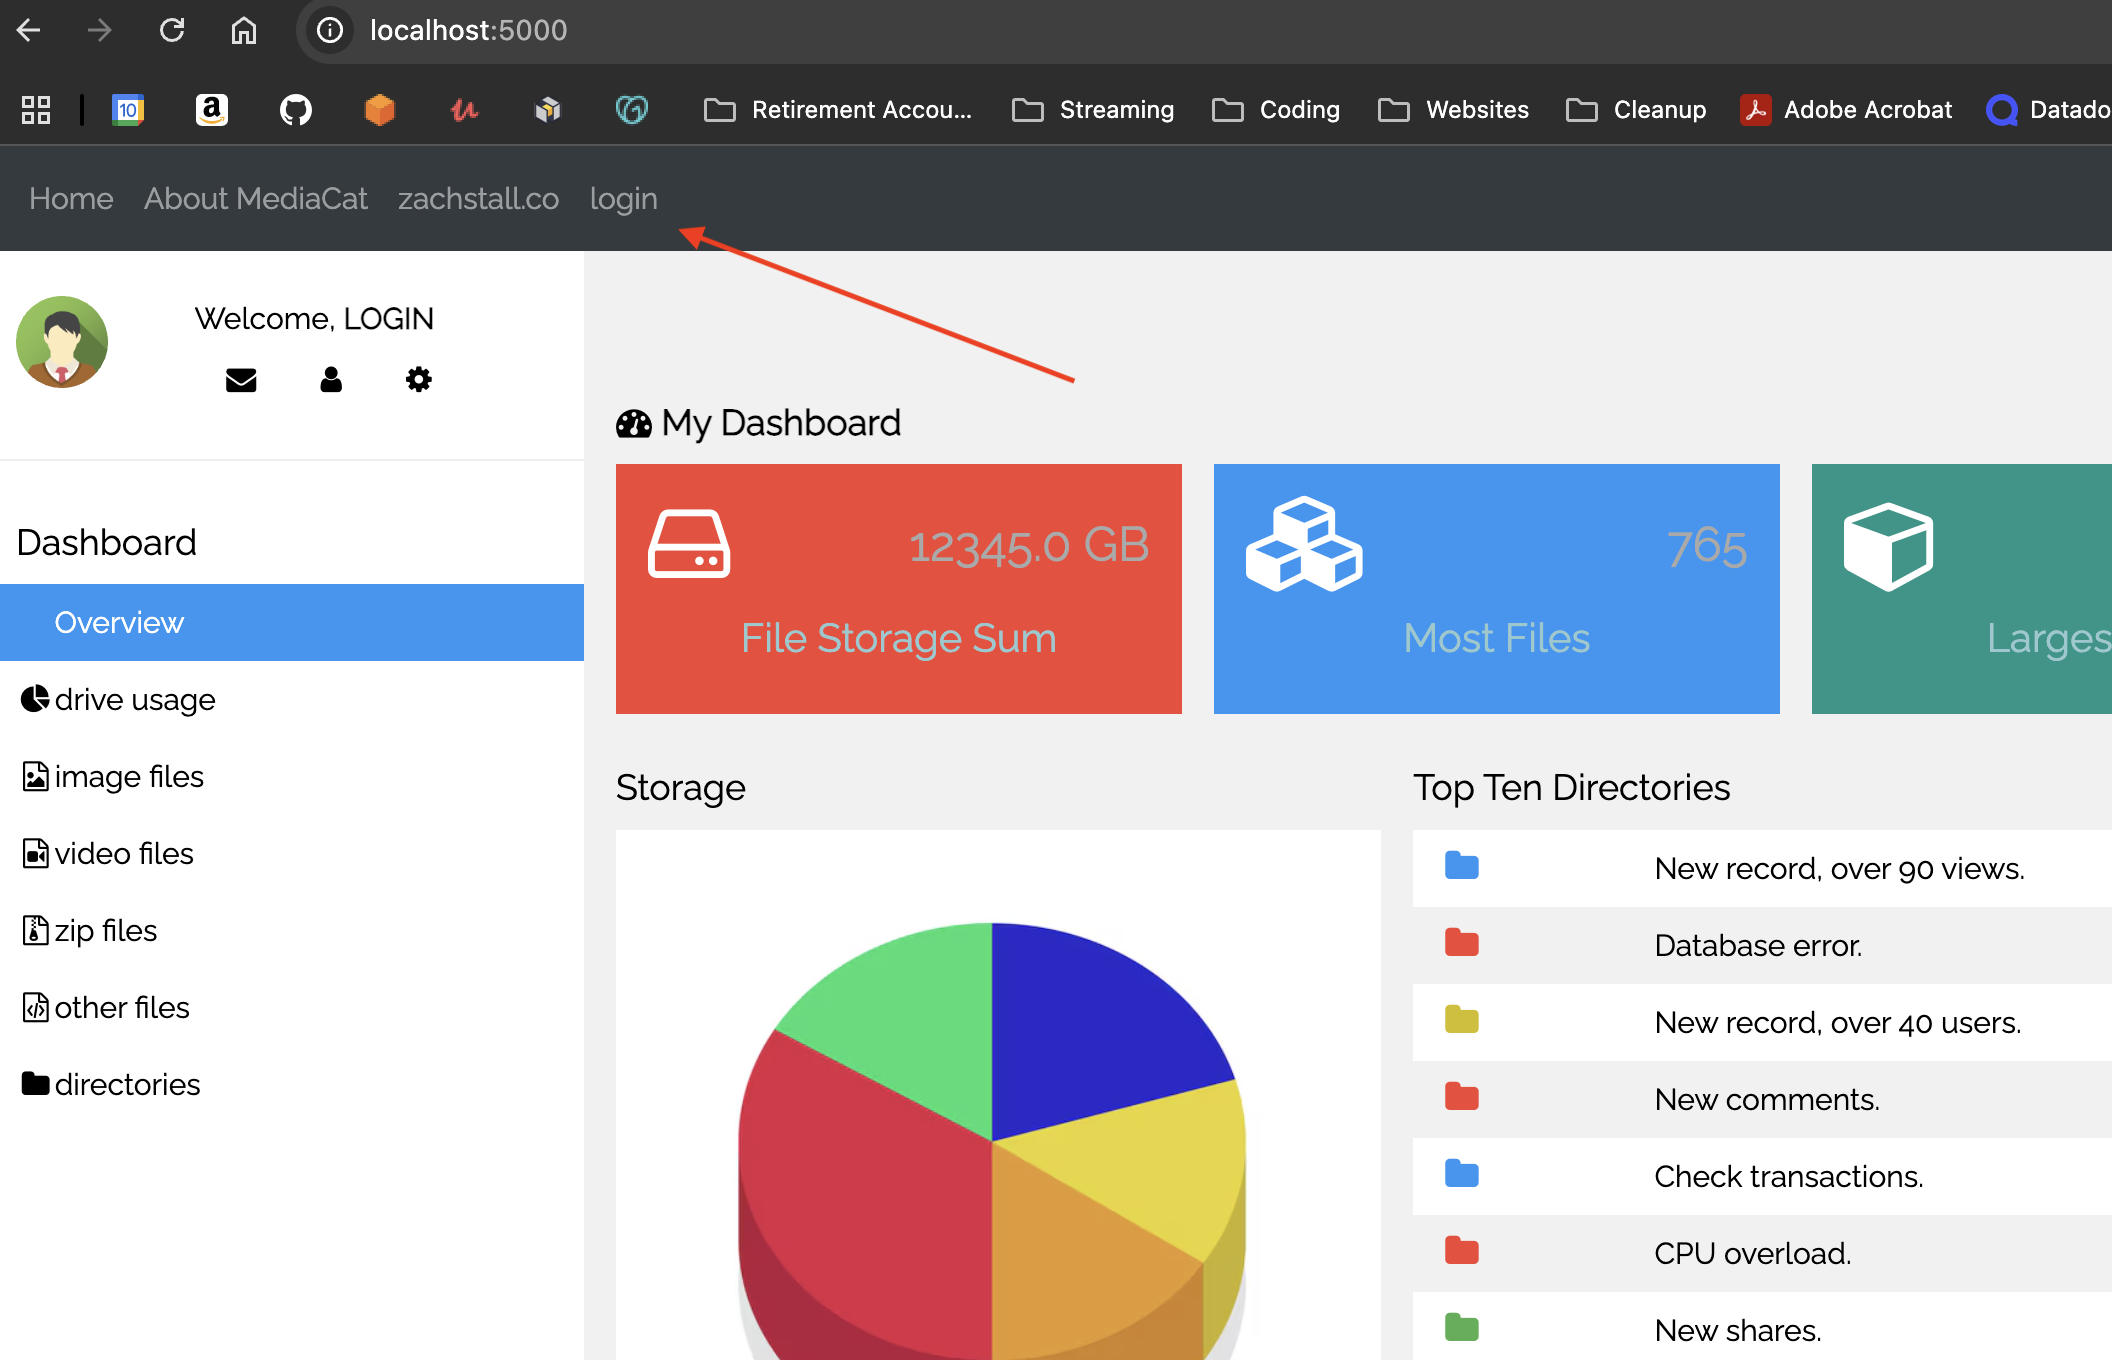 localhost:5000
10 Retirement Accou... Streaming Coding Websites Cleanup Adobe Acrobat Datado
Home About MediaCat zachstall.co login
Welcome, LOGIN
Dashboard
Overview
drive usage
image files
video files
zip files
other files
directories
My Dashboard
12345.0 GB
File Storage Sum
765
Most Files
Larges
Storage
Top Ten Directories
New record, over 90 views.
Database error.
New record, over 40 users.
New comments.
Check transactions.
CPU overload.
New shares.